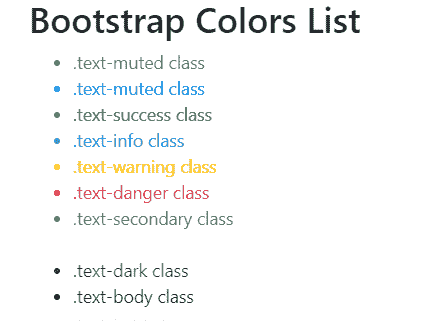 Bootstrap Colors List
.text-muted class
.text-muted class
.text-success class
.text-info class
.text-warning class
.text-danger class
.text-secondary class
.text-dark class
.text-body class